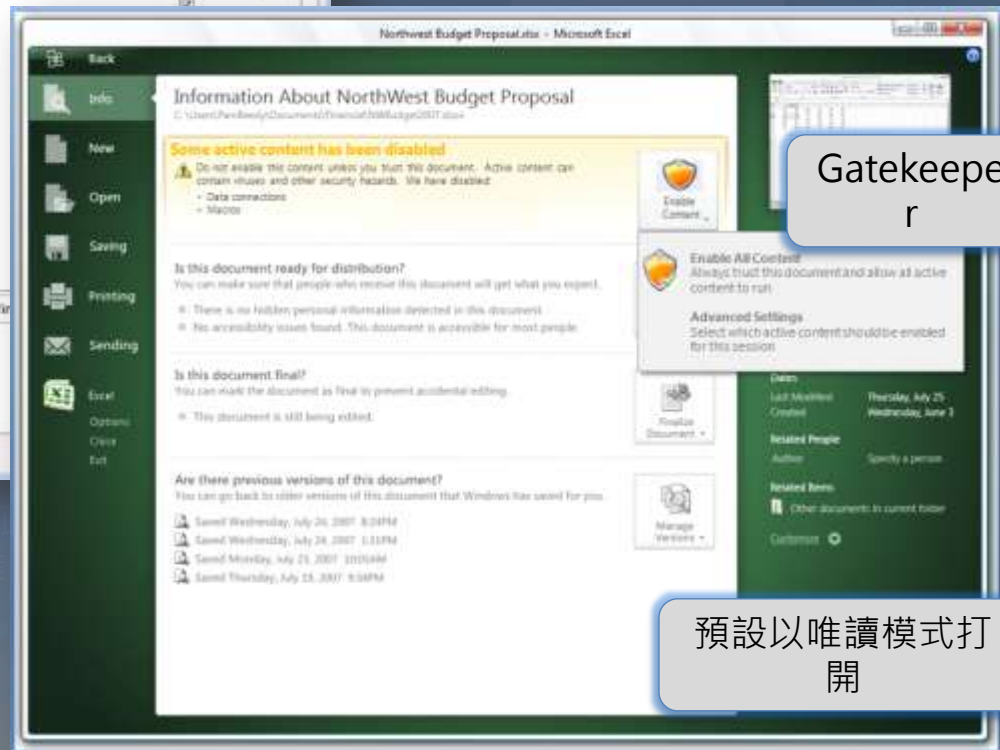 Northwest Budget Proposal.xlsx - Microsoft Excel
Back
Info
New
Open
Saving
Printing
Sending
Excel
Options
Close
Exit
Information About NorthWest Budget Proposal
Some active content has been disabled
Do not enable this content unless you trust this document. Active content can
contain viruses and other security hazards. We have disabled:
Data connections
Macros
Enable
Content
Is this document ready for distribution?
You can make sure that people who receive this document will get what you expect.
There is no hidden personal information detected in this document.
No accessibility issues found. This document is accessible for most people.
Is this document final?
You can mark the document as final to prevent accidental editing.
This document is still being edited.
Finalize
Document
Are there previous versions of this document?
You can go back to older versions of this document that Windows has saved for you.
Saved Wednesday, July 24, 2007 8:24PM
Saved Wednesday, July 24, 2007
Saved Monday, July 23, 2007
Saved Thursday, July 19, 2007
Manage
Versions
Gatekeepe
r
Enable All Content
Always trust this document and allow all active
content to run
Advanced Settings
Select which active content should be enabled
for this session
Dates
Last Modified Thursday, July 25
Created Wednesday, June 3
Related People
Author Specify a person
Related Items
Other documents in current folder
Customize
預設以唯讀模式打
開